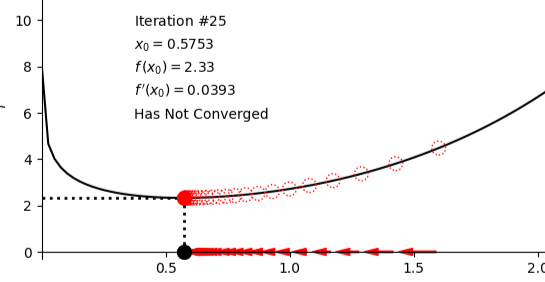 10
8
6
4
2
0
Iteration #25
x₀ = 0.5753
f(x₀) = 2.33
f′(x₀) = 0.0393
Has Not Converged
0.5 1.0 1.5 2.0